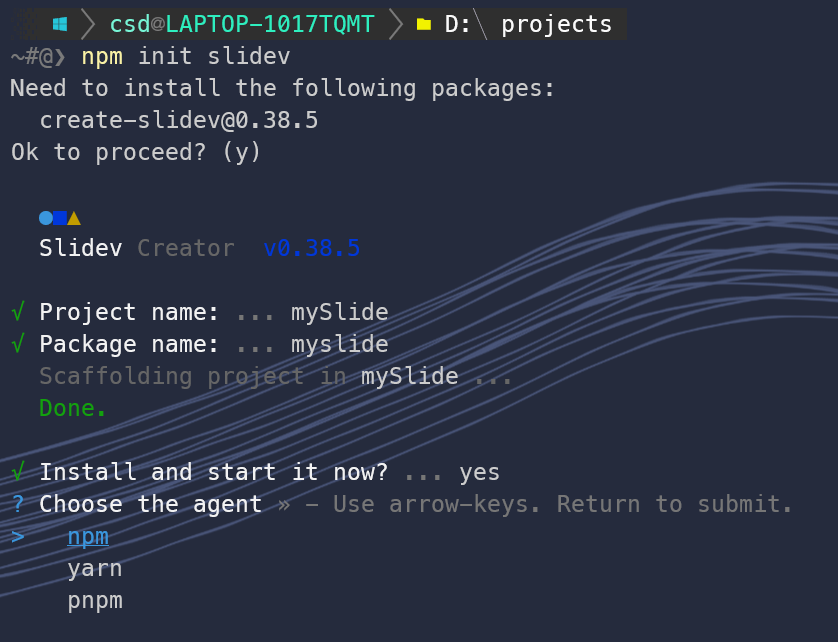 csd@LAPTOP-1017TQMT D: projects
~#@❯ npm init slidev
Need to install the following packages:
create-slidev@0.38.5
Ok to proceed? (y)
Slidev Creator v0.38.5
√ Project name: ... mySlide
√ Package name: ... myslide
Scaffolding project in mySlide ...
Done.
√ Install and start it now? ... yes
? Choose the agent » - Use arrow-keys. Return to submit.
> npm
yarn
pnpm